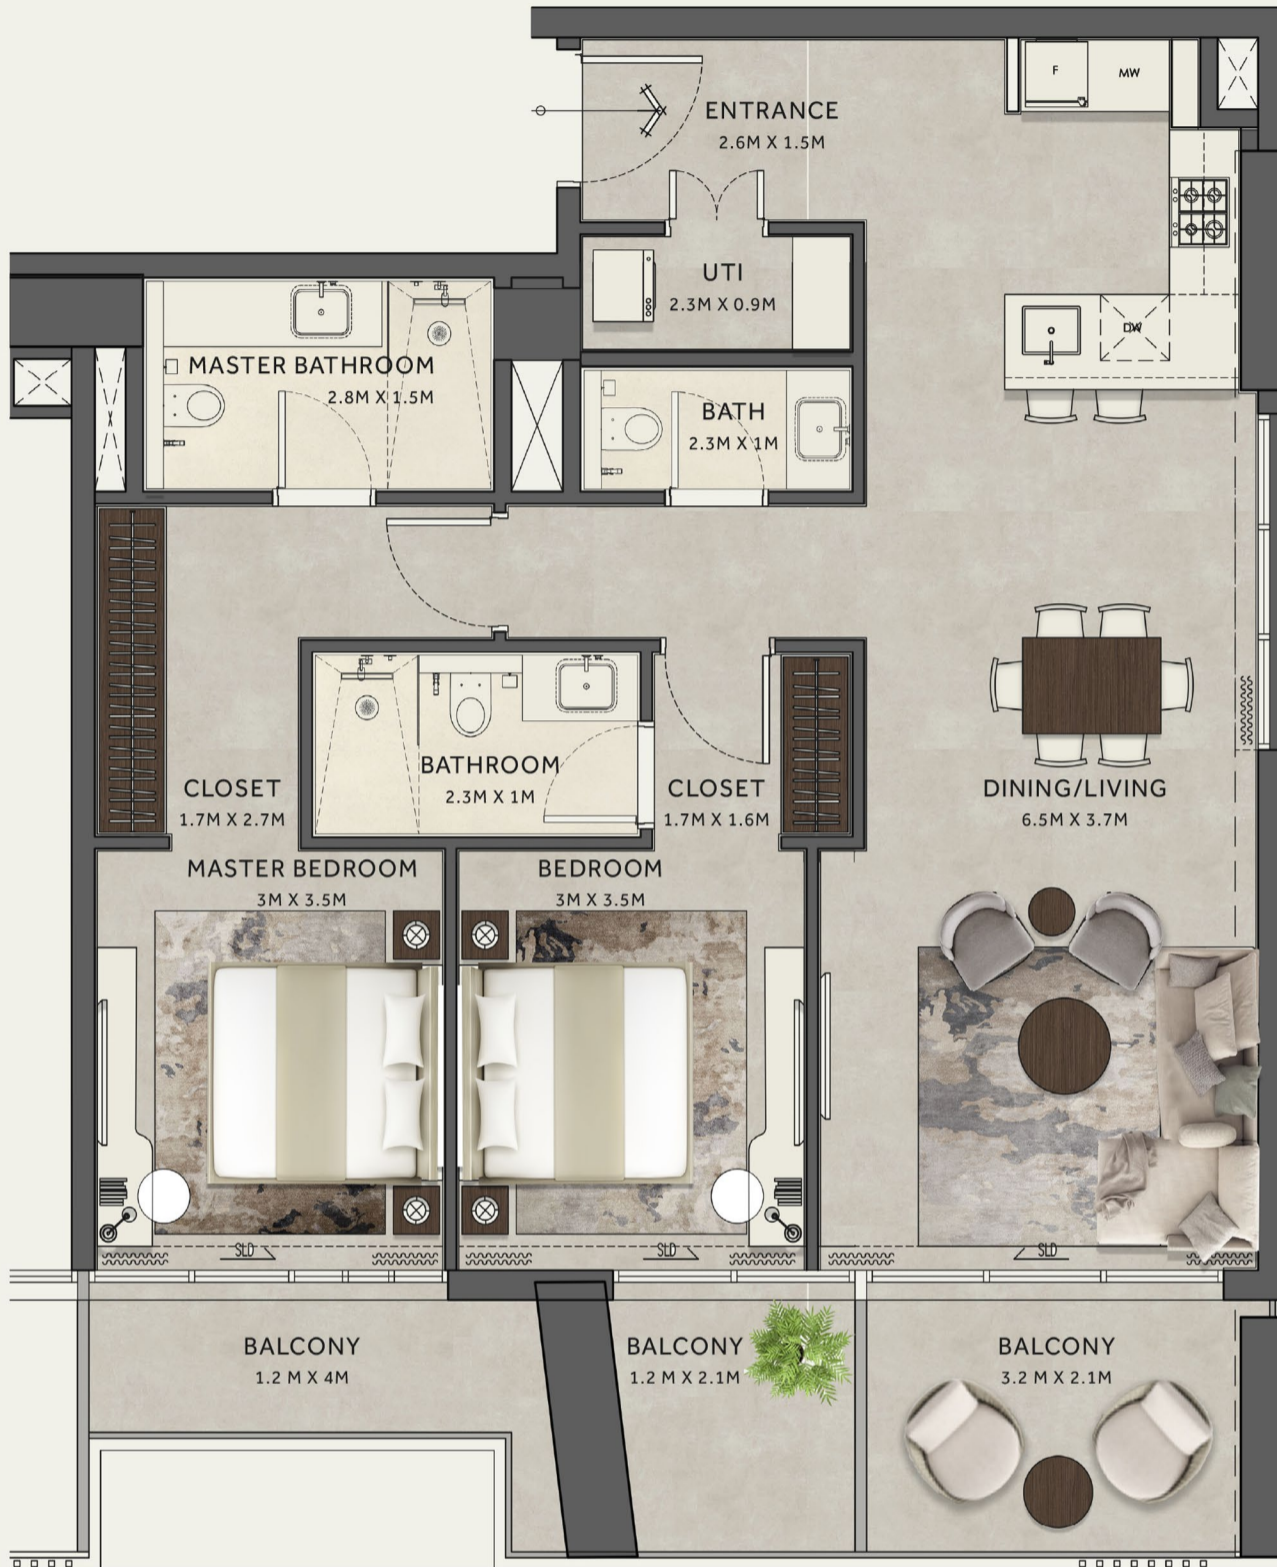 F
MW
ENTRANCE
2.6M X 1.5M
UTI
2.3M X 0.9M
DW
MASTER BATHROOM
2.8M X 1.5M
BATH
2.3M X 1M
BATHROOM
2.3M X 1M
CLOSET
1.7M X 2.7M
CLOSET
1.7M X 1.6M
DINING/LIVING
6.5M X 3.7M
MASTER BEDROOM
3M X 3.5M
BEDROOM
3M X 3.5M
SLD
SLD
SLD
BALCONY
1.2 M X 4M
BALCONY
1.2 M X 2.1M
BALCONY
3.2 M X 2.1M